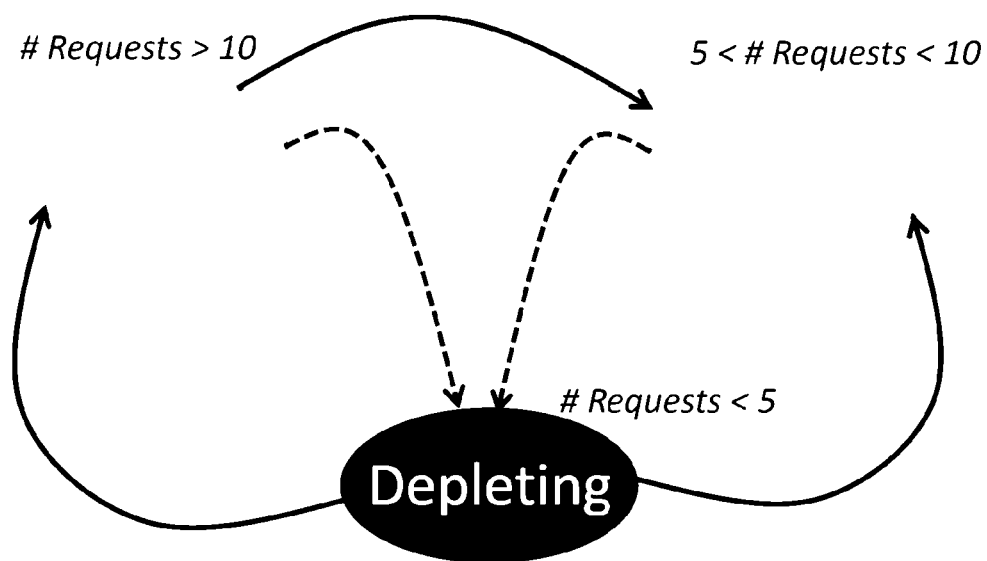 # Requests > 10
5 < # Requests < 10
# Requests < 5
Depleting